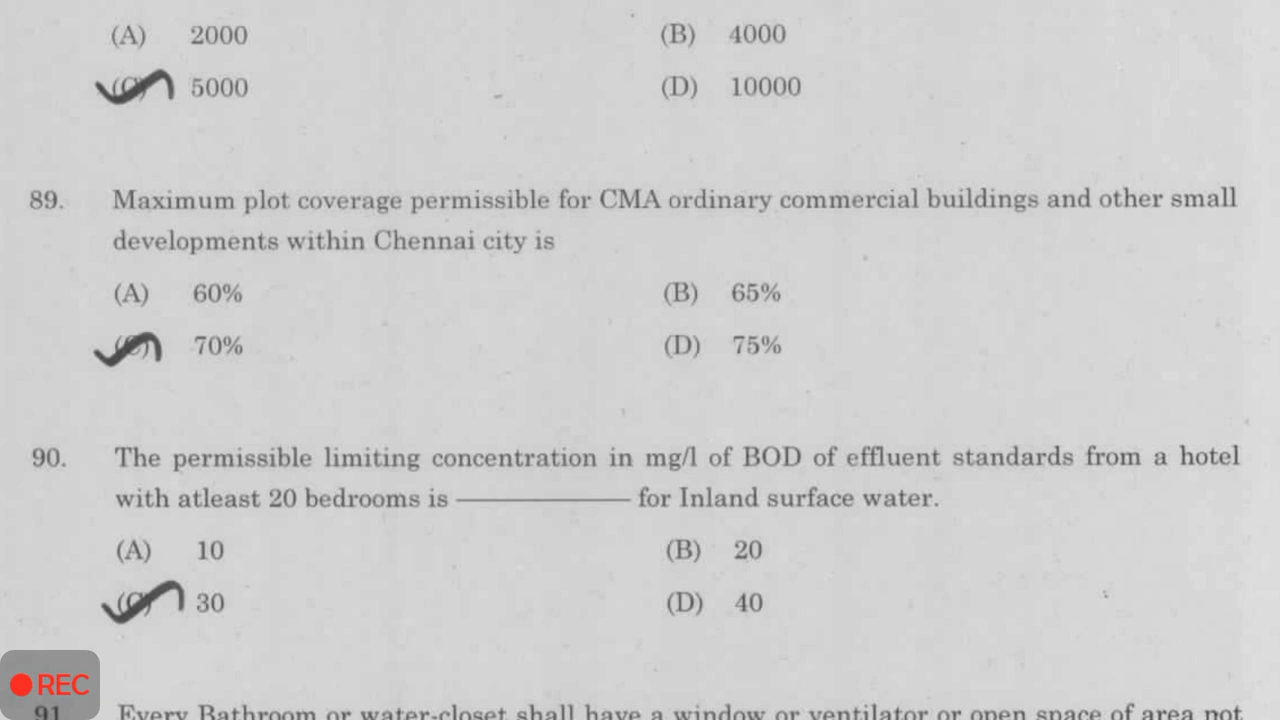 (A) 2000 (B) 4000
(C) 5000 (D) 10000
89. Maximum plot coverage permissible for CMA ordinary commercial buildings and other small
developments within Chennai city is
(A) 60% (B) 65%
(C) 70% (D) 75%
90. The permissible limiting concentration in mg/l of BOD of effluent standards from a hotel
with atleast 20 bedrooms is ———— for Inland surface water.
(A) 10 (B) 20
(C) 30 (D) 40
REC
91 Every Bathroom or water-closet shall have a window or ventilator or open space of area not